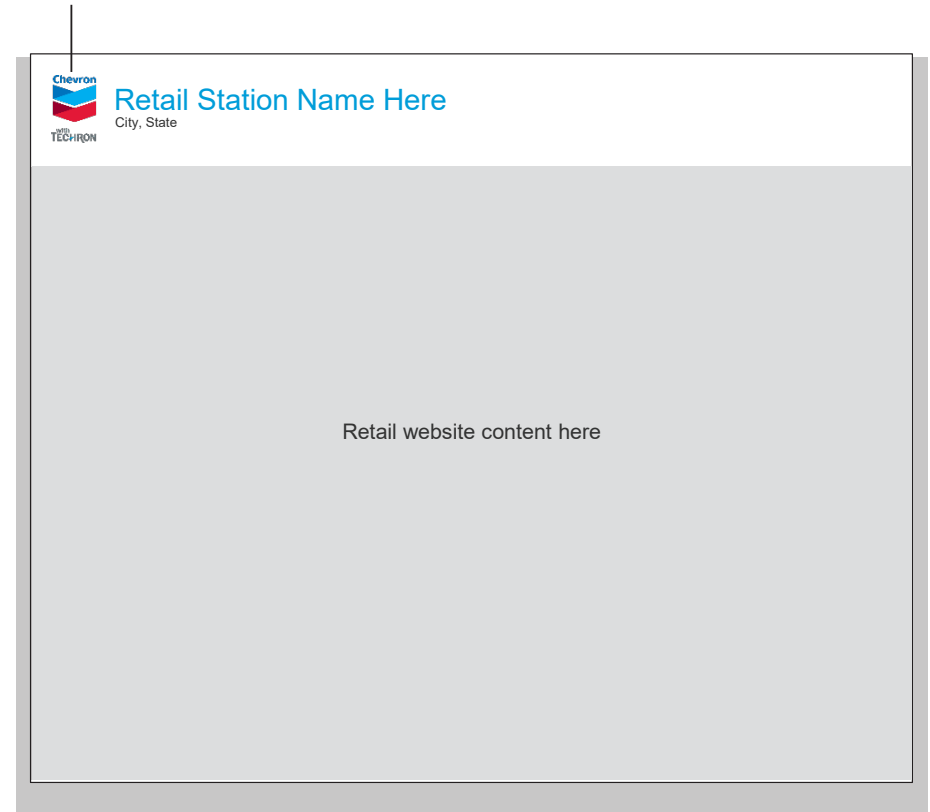 Chevron
Retail Station Name Here
City, State
with
TECHRON
Retail website content here